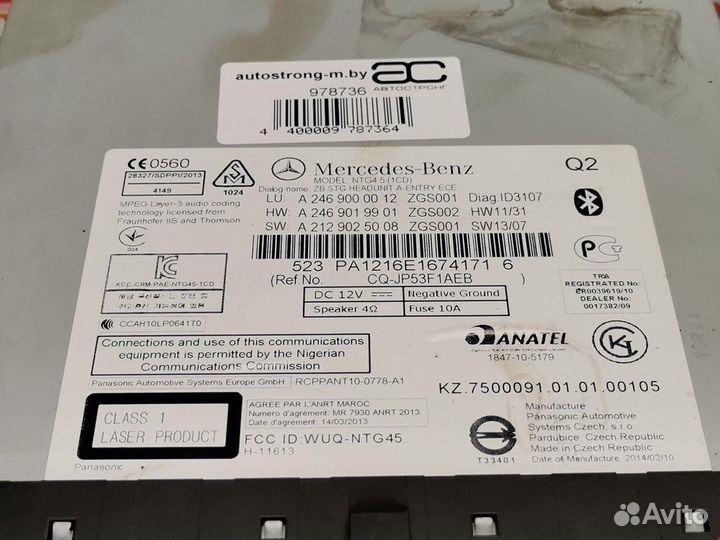 autostrong-m.by
АВТОСТРОНГ
978736
4 400009 787364
CE0560
28327/SDPPI/2013
4149
1024
Mercedes-Benz
Q2
MODEL: NTG4.5 (1CD)
Dialog-name: ZB STG HEADUNIT A-ENTRY ECE
LU: A 246 900 00 12 ZGS001 Diag.ID3107
HW: A 246 901 99 01 ZGS002 HW11/31
SW: A 212 902 50 08 ZGS001 SW13/07
MPEG Layer-3 audio coding
technology licensed from
Fraunhofer IIS and Thomson
004
523 PA1216E1674171 6
(Ref.No. CQ-JP53F1AEB )
KCC-CRM-PAE-NTG45-1CD
DC 12V
Negative Ground
Speaker 4Ω
Fuse 10A
TRA
REGISTERED No:
ER0039619/10
DEALER No:
0017382/09
CCAH10LP0641T0
Connections and use of this communications
equipment is permitted by the Nigerian
Communications Commission
ANATEL
1847-10-5179
Panasonic Automotive Systems Europe GmbH
RCPPANT10-0778-A1
KZ.7500091.01.01.00105
CLASS 1
LASER PRODUCT
Panasonic
AGREE PAR L'ANRT MAROC
Numero d'agrement: MR 7930 ANRT 2013
Date d'agrement: 14/03/2013
FCC ID:WUQ-NTG45
H-11613
T33401
Manufacture
Panasonic Automotive
Systems Czech, s.r.o
Pardubice, Czech Republic
Made in Czech Republic
Date of Manufacture: 2014/02/10
Avito